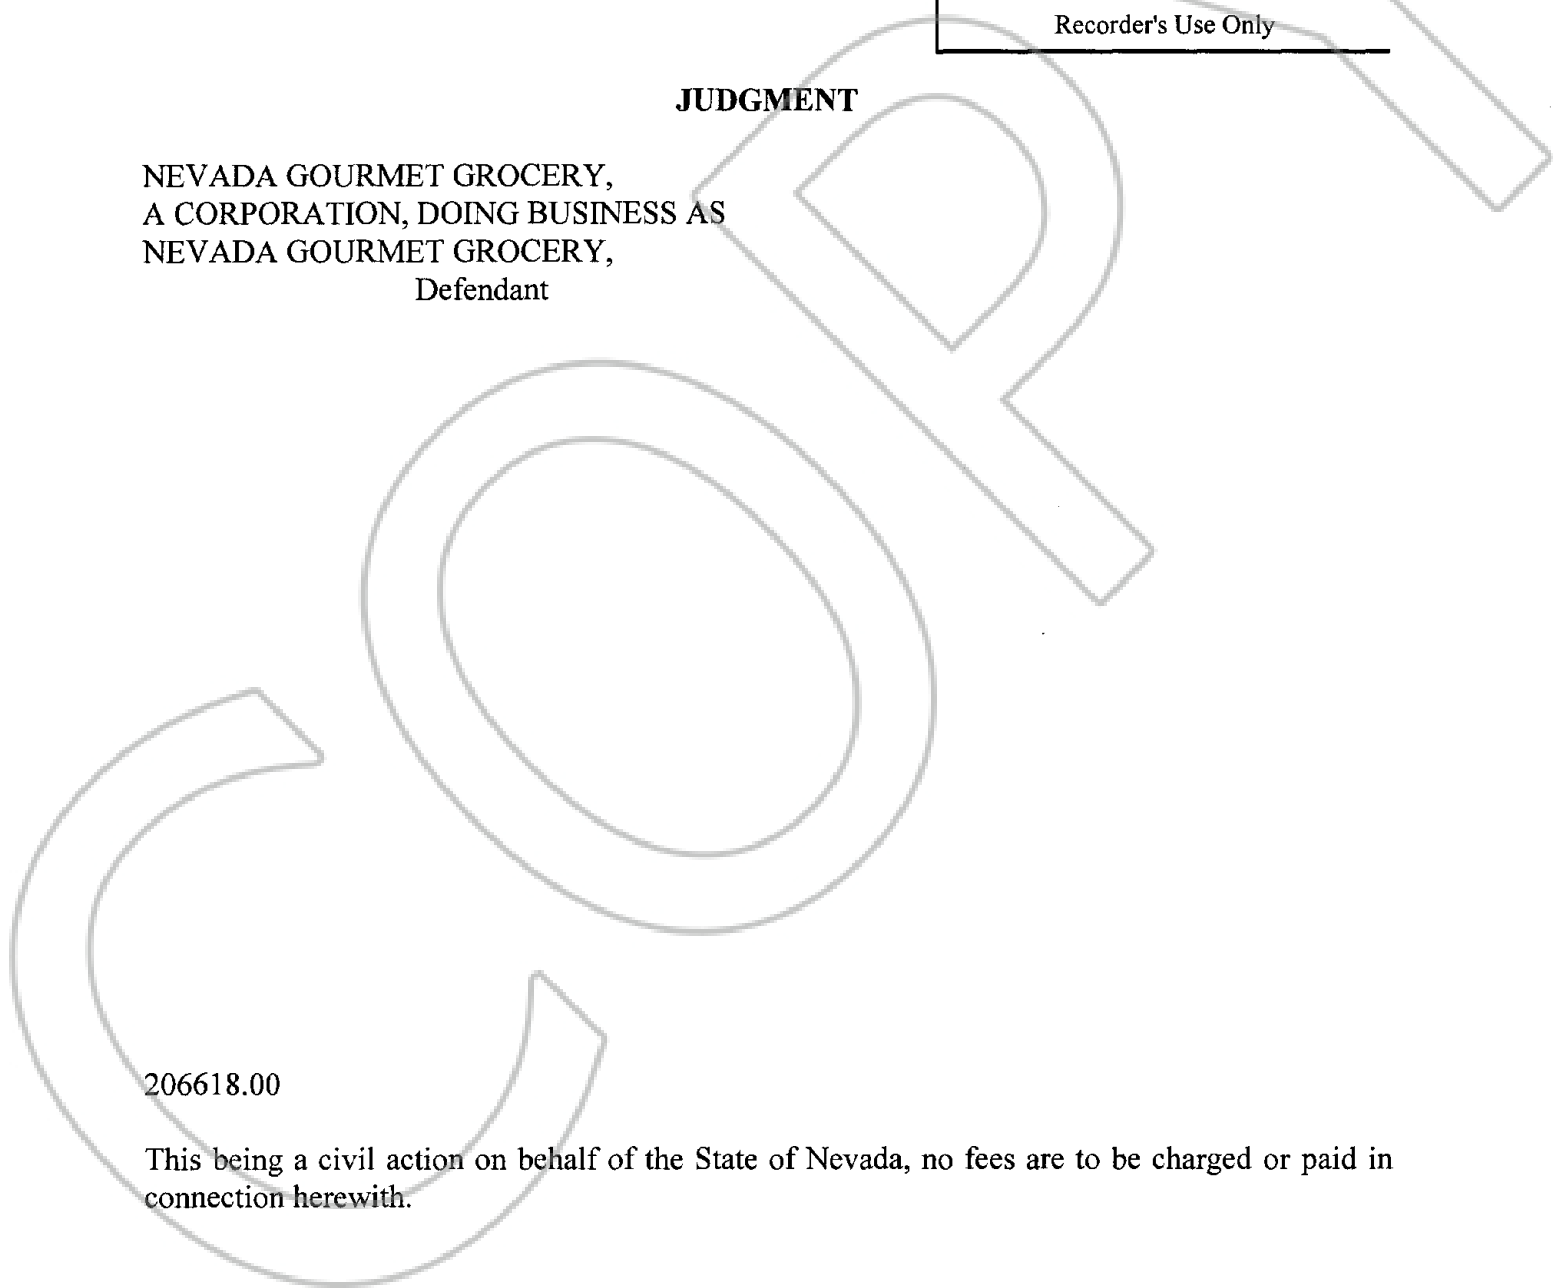 Recorder's Use Only
JUDGMENT
NEVADA GOURMET GROCERY,
A CORPORATION, DOING BUSINESS AS
NEVADA GOURMET GROCERY,
Defendant
COPY
206618.00
This being a civil action on behalf of the State of Nevada, no fees are to be charged or paid in
connection herewith.